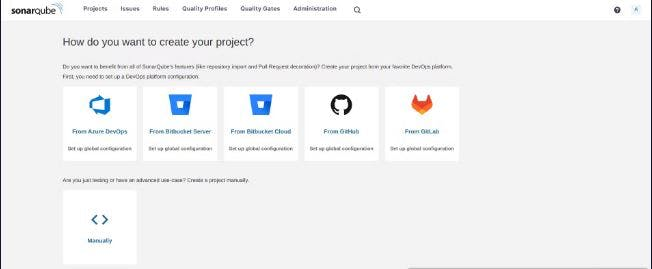 sonarqube Projects Issues Rules Quality Profiles Quality Gates Administration ? A
How do you want to create your project?
Do you want to benefit from all of SonarQube's features (like repository import and Pull Request decoration)? Create your project from your favorite DevOps platform.
First, you need to set up a DevOps platform configuration.
From Azure DevOps From Bitbucket Server From Bitbucket Cloud From GitHub From GitLab
Set up global configuration Set up global configuration Set up global configuration Set up global configuration Set up global configuration
Are you just testing or have an advanced use-case? Create a project manually.
Manually